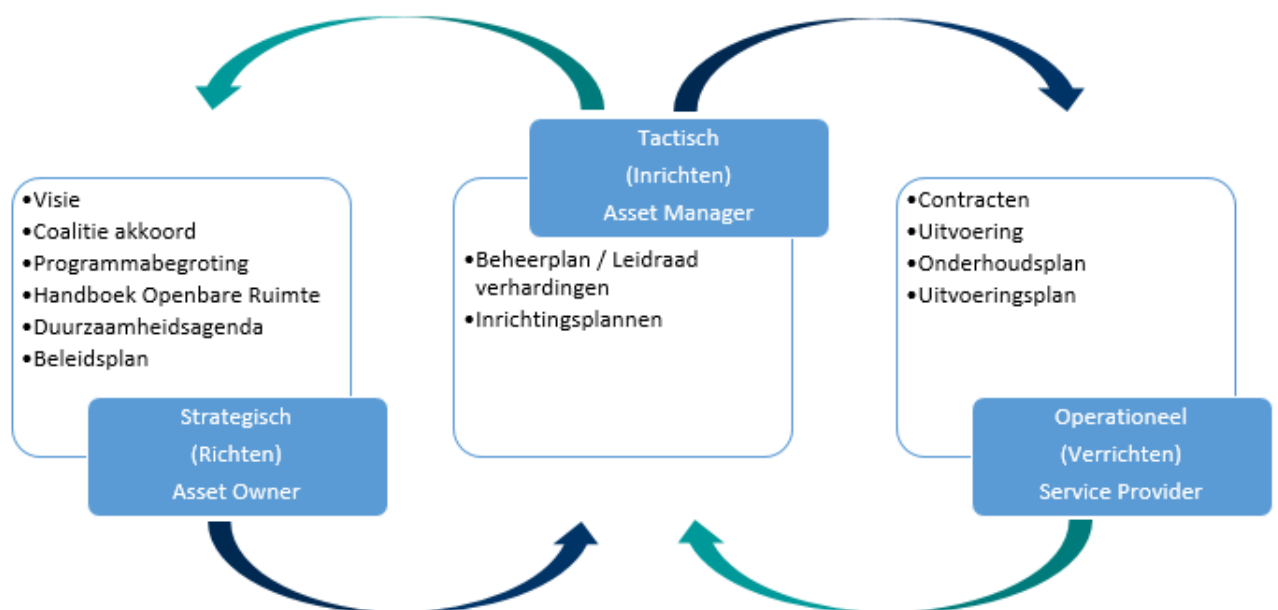 •Visie
•Coalitie akkoord
•Programmabegroting
•Handboek Openbare Ruimte
•Duurzaamheidsagenda
•Beleidsplan
Strategisch
(Richten)
Asset Owner
Tactisch
(Inrichten)
Asset Manager
•Beheerplan / Leidraad
verhardingen
•Inrichtingsplannen
•Contracten
•Uitvoering
•Onderhoudsplan
•Uitvoeringsplan
Operationeel
(Verrichten)
Service Provider